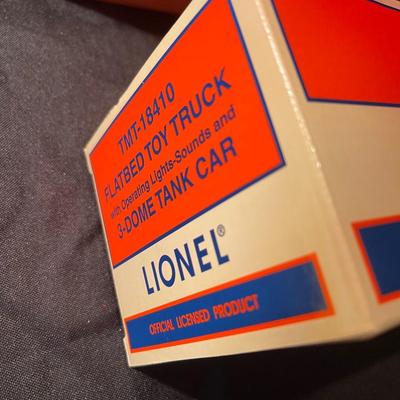 TMT-18410
FLATBED TOY TRUCK
with Operating Lights-Sounds and
3-DOME TANK CAR
LIONEL®
OFFICIAL LICENSED PRODUCT